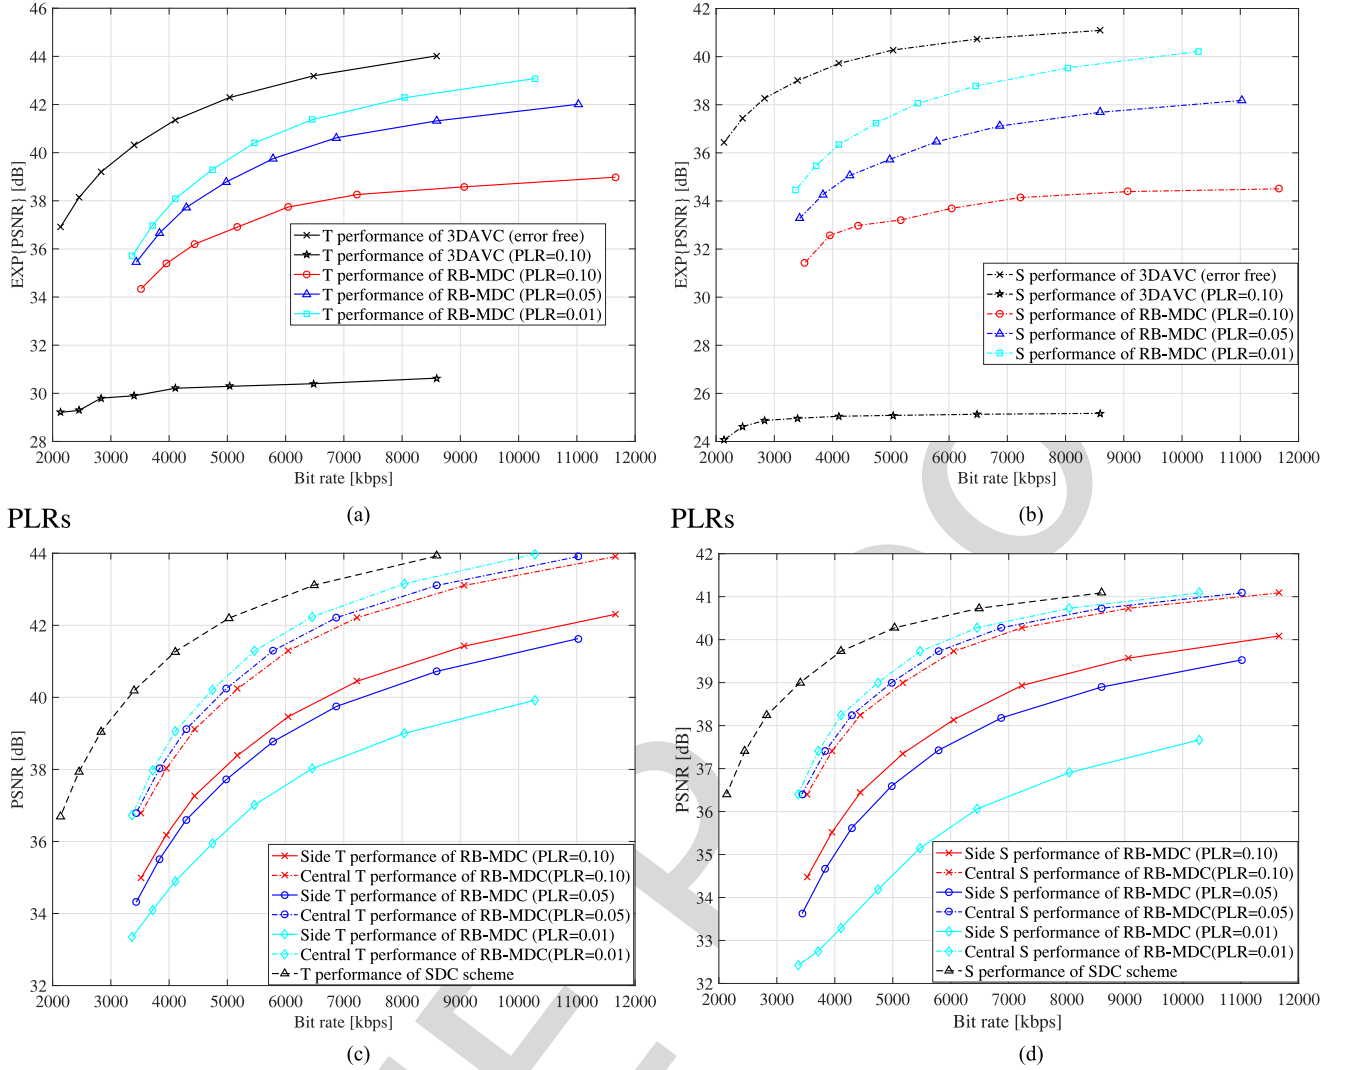 46
44
42
40
38
36
34
32
30
28
EXP{PSNR} [dB]
T performance of 3DAVC (error free)
T performance of 3DAVC (PLR=0.10)
T performance of RB-MDC (PLR=0.10)
T performance of RB-MDC (PLR=0.05)
T performance of RB-MDC (PLR=0.01)
2000 3000 4000 5000 6000 7000 8000 9000 10000 11000 12000
Bit rate [kbps]
(a)
42
40
38
36
34
32
30
28
26
24
EXP{PSNR} [dB]
S performance of 3DAVC (error free)
S performance of 3DAVC (PLR=0.10)
S performance of RB-MDC (PLR=0.10)
S performance of RB-MDC (PLR=0.05)
S performance of RB-MDC (PLR=0.01)
2000 3000 4000 5000 6000 7000 8000 9000 10000 11000 12000
Bit rate [kbps]
(b)
PLRs
44
42
40
38
36
34
32
PSNR [dB]
Side T performance of RB-MDC (PLR=0.10)
Central T performance of RB-MDC(PLR=0.10)
Side T performance of RB-MDC (PLR=0.05)
Central T performance of RB-MDC(PLR=0.05)
Side T performance of RB-MDC (PLR=0.01)
Central T performance of RB-MDC(PLR=0.01)
T performance of SDC scheme
2000 3000 4000 5000 6000 7000 8000 9000 10000 11000 12000
Bit rate [kbps]
(c)
PLRs
42
41
40
39
38
37
36
35
34
33
32
PSNR [dB]
Side S performance of RB-MDC (PLR=0.10)
Central S performance of RB-MDC(PLR=0.10)
Side S performance of RB-MDC (PLR=0.05)
Central S performance of RB-MDC(PLR=0.05)
Side S performance of RB-MDC (PLR=0.01)
Central S performance of RB-MDC(PLR=0.01)
S performance of SDC scheme
2000 3000 4000 5000 6000 7000 8000 9000 10000 11000 12000
Bit rate [kbps]
(d)